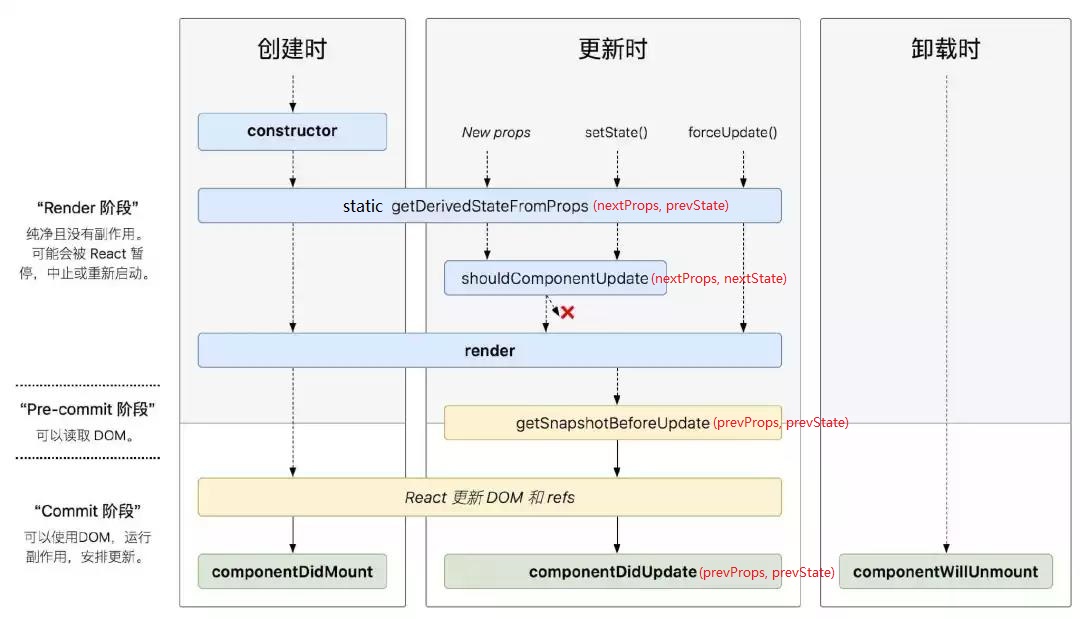 创建时
更新时
卸载时
constructor
New props
setState()
forceUpdate()
“Render 阶段”
纯净且没有副作用。
可能会被 React 暂
停，中止或重新启动。
static getDerivedStateFromProps (nextProps, prevState)
shouldComponentUpdate (nextProps, nextState)
render
“Pre-commit 阶段”
可以读取 DOM。
getSnapshotBeforeUpdate (prevProps, prevState)
React 更新 DOM 和 refs
“Commit 阶段”
可以使用DOM，运行
副作用，安排更新。
componentDidMount
componentDidUpdate (prevProps, prevState)
componentWillUnmount